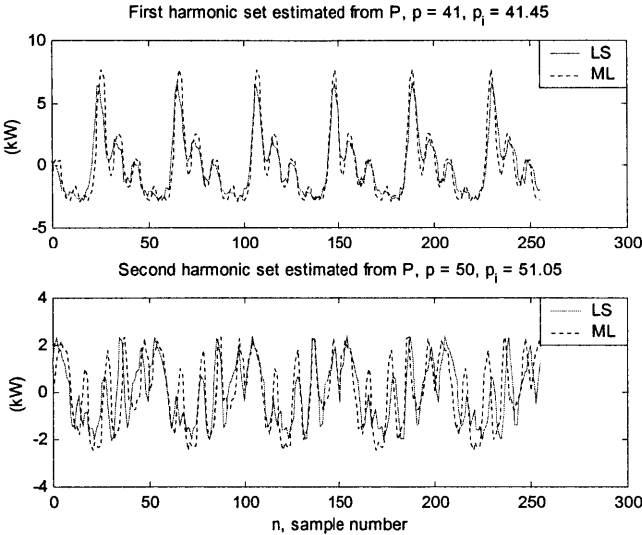 First harmonic set estimated from P, p = 41, pi = 41.45
10
5
0
-5
(kW)
LS
ML
0 50 100 150 200 250 300
Second harmonic set estimated from P, p = 50, pi = 51.05
4
2
0
-2
-4
(kW)
LS
ML
0 50 100 150 200 250 300
n, sample number